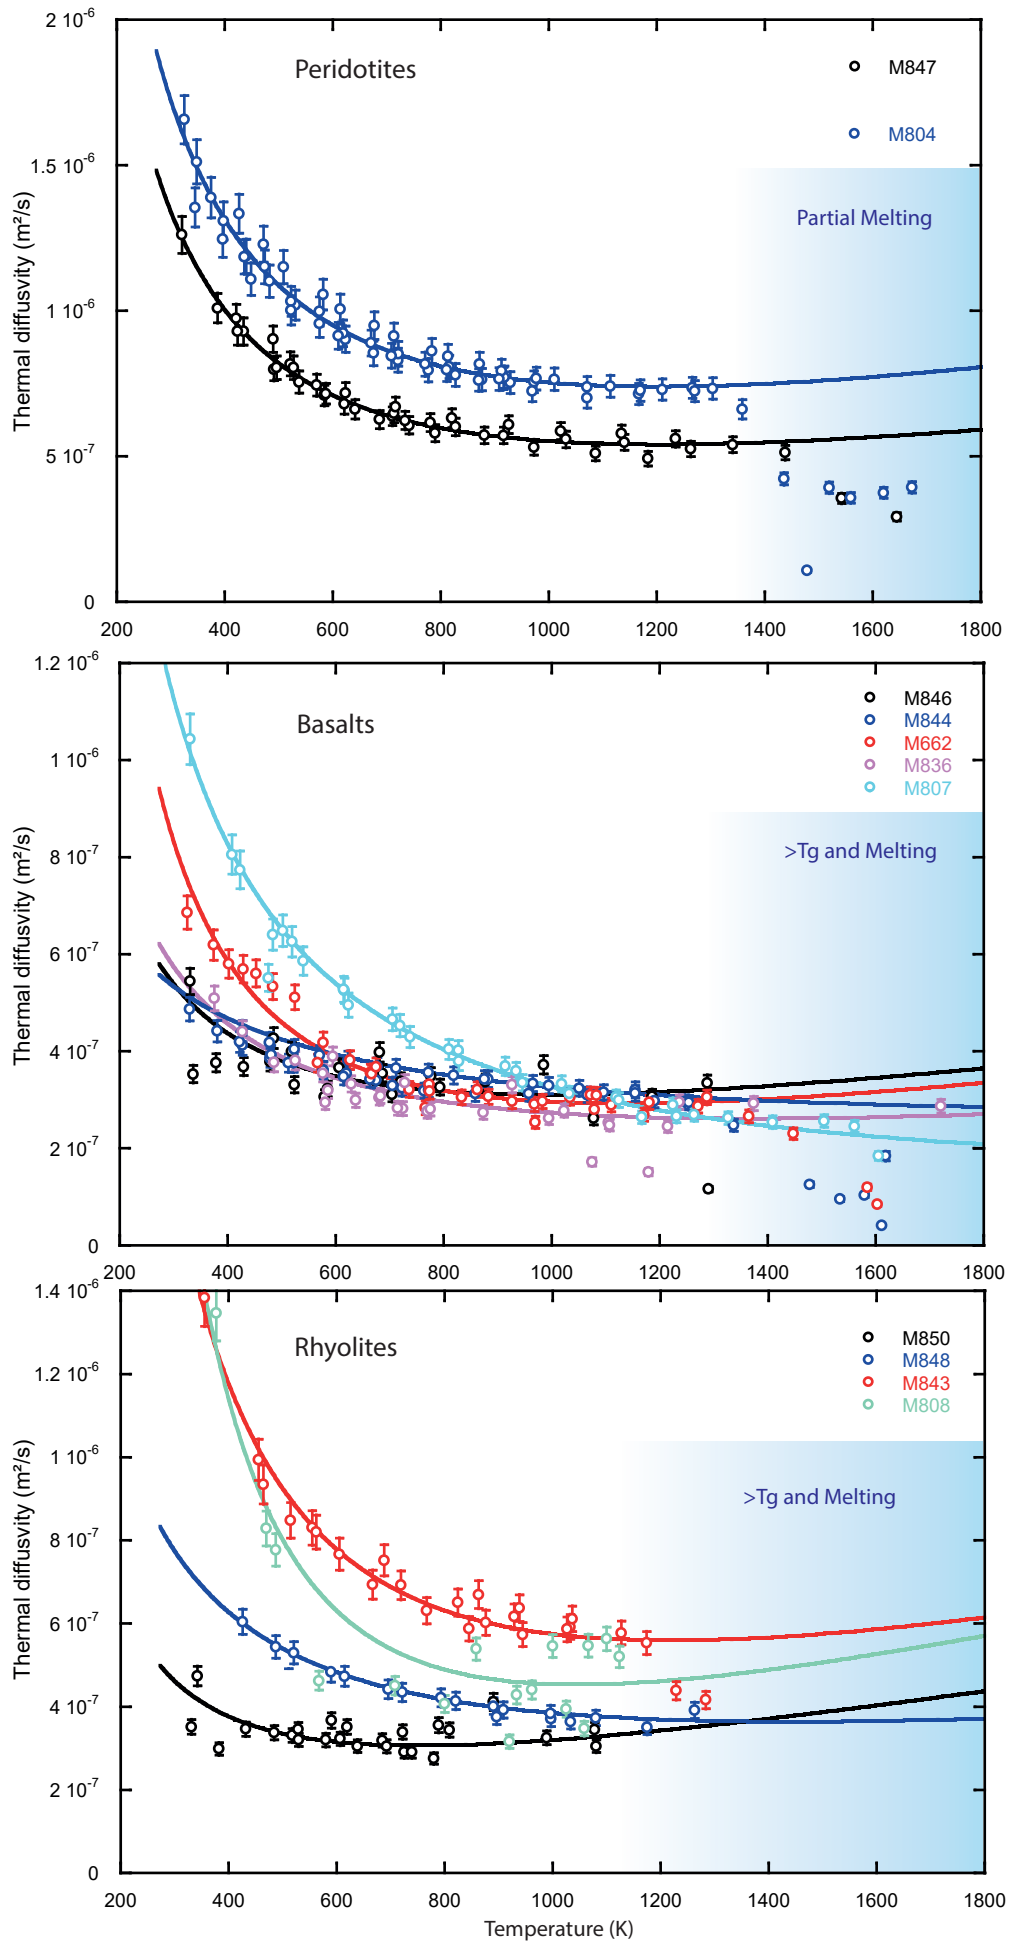 2 10⁻⁶
Peridotites
M847
M804
1.5 10⁻⁶
Partial Melting
1 10⁻⁶
5 10⁻⁷
0
Thermal diffusvity (m²/s)
200 400 600 800 1000 1200 1400 1600 1800
1.2 10⁻⁶
Basalts
M846
M844
M662
M836
M807
1 10⁻⁶
>Tg and Melting
8 10⁻⁷
6 10⁻⁷
4 10⁻⁷
2 10⁻⁷
0
Thermal diffusvity (m²/s)
200 400 600 800 1000 1200 1400 1600 1800
1.4 10⁻⁶
Rhyolites
M850
M848
M843
M808
1.2 10⁻⁶
1 10⁻⁶
>Tg and Melting
8 10⁻⁷
6 10⁻⁷
4 10⁻⁷
2 10⁻⁷
0
Thermal diffusvity (m²/s)
200 400 600 800 1000 1200 1400 1600 1800
Temperature (K)